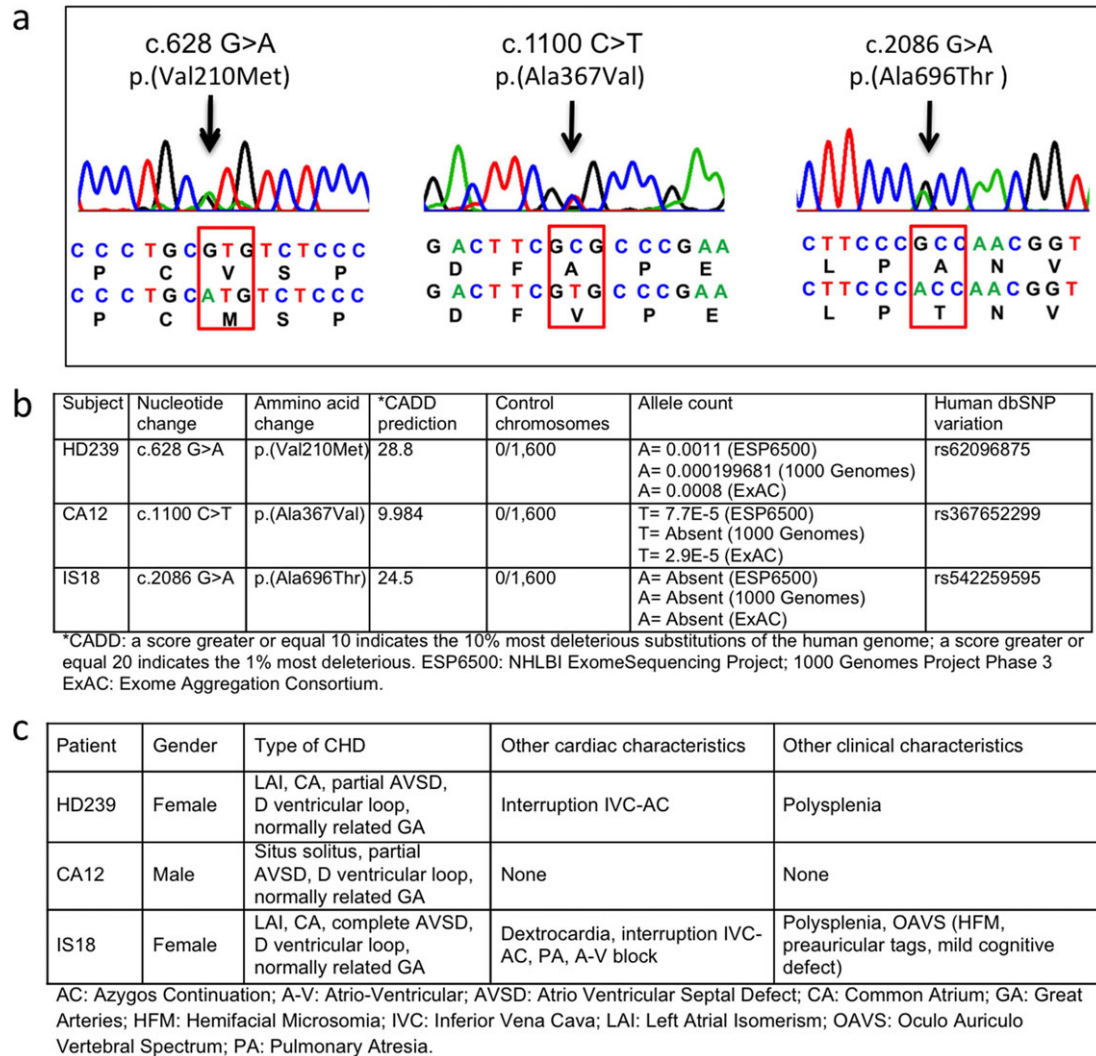 a
c.628 G>A
p.(Val210Met)
c.1100 C>T
p.(Ala367Val)
c.2086 G>A
p.(Ala696Thr )
C C C T G C G T G T C T C C C
P C V S P
C C C T G C A T G T C T C C C
P C M S P
G A C T T C G C G C C C G A A
D F A P E
G A C T T C G T G C C C G A A
D F V P E
C T T C C C G C C A A C G G T
L P A N V
C T T C C C A C C A A C G G T
L P T N V
b
Subject
Nucleotide
change
Ammino acid
change
*CADD
prediction
Control
chromosomes
Allele count
Human dbSNP
variation
HD239
c.628 G>A
p.(Val210Met)
28.8
0/1,600
A= 0.0011 (ESP6500)
A= 0.000199681 (1000 Genomes)
A= 0.0008 (ExAC)
rs62096875
CA12
c.1100 C>T
p.(Ala367Val)
9.984
0/1,600
T= 7.7E-5 (ESP6500)
T= Absent (1000 Genomes)
T= 2.9E-5 (ExAC)
rs367652299
IS18
c.2086 G>A
p.(Ala696Thr)
24.5
0/1,600
A= Absent (ESP6500)
A= Absent (1000 Genomes)
A= Absent (ExAC)
rs542259595
*CADD: a score greater or equal 10 indicates the 10% most deleterious substitutions of the human genome; a score greater or
equal 20 indicates the 1% most deleterious. ESP6500: NHLBI ExomeSequencing Project; 1000 Genomes Project Phase 3
ExAC: Exome Aggregation Consortium.
c
Patient
Gender
Type of CHD
Other cardiac characteristics
Other clinical characteristics
HD239
Female
LAI, CA, partial AVSD,
D ventricular loop,
normally related GA
Interruption IVC-AC
Polysplenia
CA12
Male
Situs solitus, partial
AVSD, D ventricular loop,
normally related GA
None
None
IS18
Female
LAI, CA, complete AVSD,
D ventricular loop,
normally related GA
Dextrocardia, interruption IVC-
AC, PA, A-V block
Polysplenia, OAVS (HFM,
preauricular tags, mild cognitive
defect)
AC: Azygos Continuation; A-V: Atrio-Ventricular; AVSD: Atrio Ventricular Septal Defect; CA: Common Atrium; GA: Great
Arteries; HFM: Hemifacial Microsomia; IVC: Inferior Vena Cava; LAI: Left Atrial Isomerism; OAVS: Oculo Auriculo
Vertebral Spectrum; PA: Pulmonary Atresia.